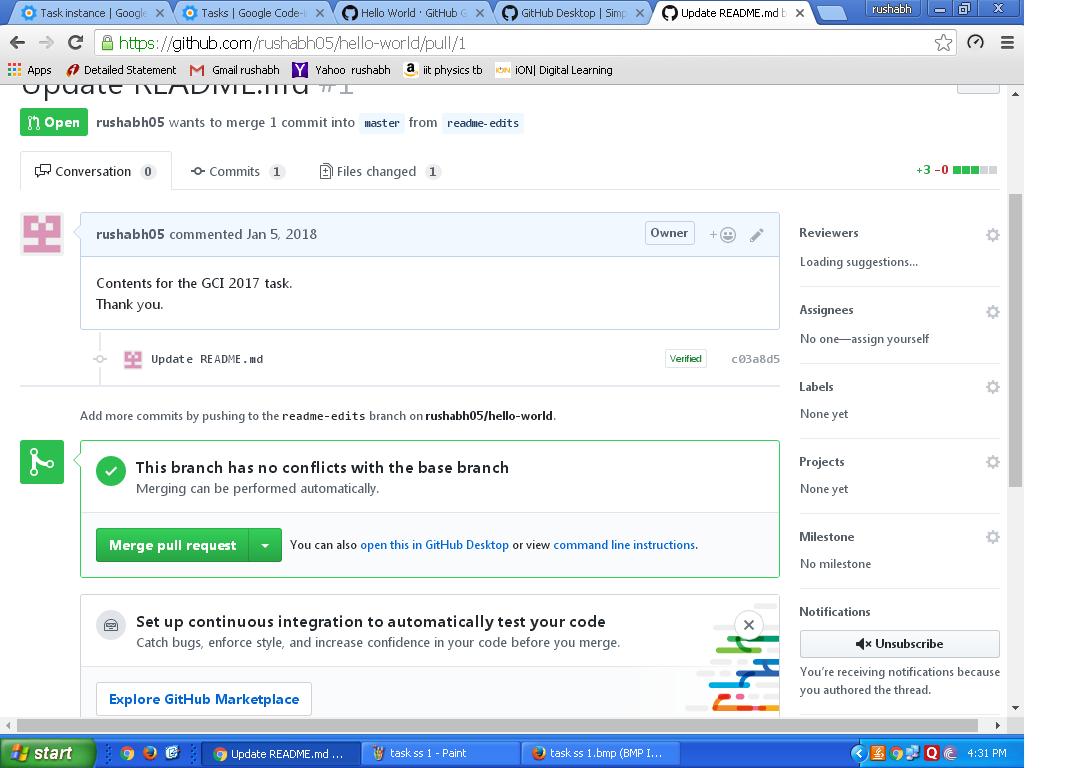 Task instance | Google
Tasks | Google Code-i
Hello World · GitHub G
GitHub Desktop | Simp
Update README.md b
rushabh
https://github.com/rushabh05/hello-world/pull/1
Apps
Detailed Statement
Gmail rushabh
Yahoo rushabh
iit physics tb
iON| Digital Learning
Update README.md #1
Open
rushabh05 wants to merge 1 commit into master from readme-edits
Conversation 0
Commits 1
Files changed 1
+3 −0
rushabh05 commented Jan 5, 2018
Owner
Contents for the GCI 2017 task.
Thank you.
Update README.md
Verified
c03a8d5
Add more commits by pushing to the readme-edits branch on rushabh05/hello-world.
This branch has no conflicts with the base branch
Merging can be performed automatically.
Merge pull request
You can also open this in GitHub Desktop or view command line instructions.
Set up continuous integration to automatically test your code
Catch bugs, enforce style, and increase confidence in your code before you merge.
Explore GitHub Marketplace
Reviewers
Loading suggestions...
Assignees
No one—assign yourself
Labels
None yet
Projects
None yet
Milestone
No milestone
Notifications
Unsubscribe
You're receiving notifications because
you authored the thread.
start
Update README.md ...
task ss 1 - Paint
task ss 1.bmp (BMP I...
4:31 PM